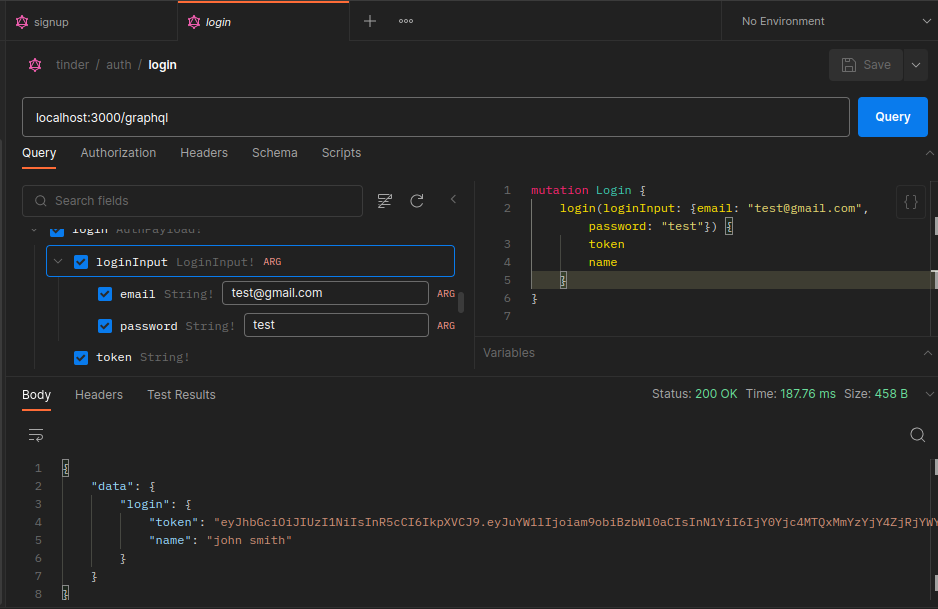 signup
login
No Environment
tinder / auth / login
Save
localhost:3000/graphql
Query
Query Authorization Headers Schema Scripts
Search fields
login AuthPayload!
loginInput LoginInput! ARG
email String! test@gmail.com ARG
password String! test ARG
token String!
1 mutation Login {
2 login(loginInput: {email: "test@gmail.com",
password: "test"}) {
3 token
4 name
5 }
6 }
7
Variables
Body Headers Test Results
Status: 200 OK Time: 187.76 ms Size: 458 B
1 {
2 "data": {
3 "login": {
4 "token": "eyJhbGciOiJIUzI1NiIsInR5cCI6IkpXVCJ9.eyJuYW1lIjoiam9obiBzbWl0aCIsInN1YiI6IjY0Yjc4MTQxMmYzYjY4ZjRjYWY
5 "name": "john smith"
6 }
7 }
8 }